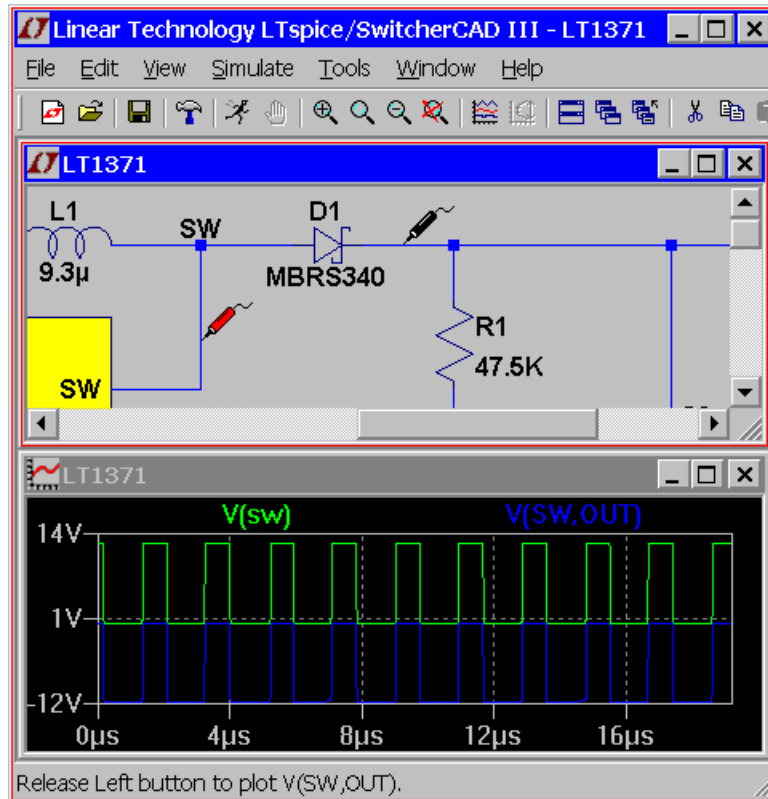 Linear Technology LTspice/SwitcherCAD III - LT1371
File Edit View Simulate Tools Window Help
LT1371
L1
SW
D1
9.3µ
MBRS340
R1
47.5K
SW
LT1371
V(sw) V(SW,OUT)
14V
1V
-12V
0µs 4µs 8µs 12µs 16µs
Release Left button to plot V(SW,OUT).